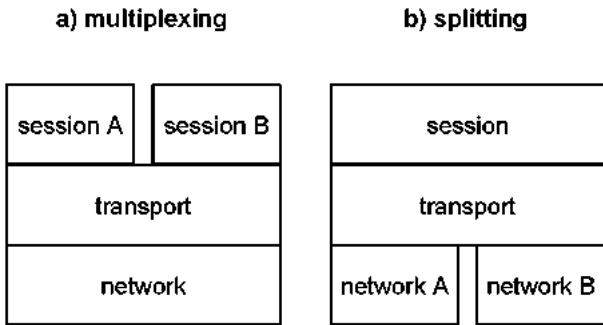 a) multiplexing
b) splitting
session A
session B
session
transport
transport
network
network A
network B